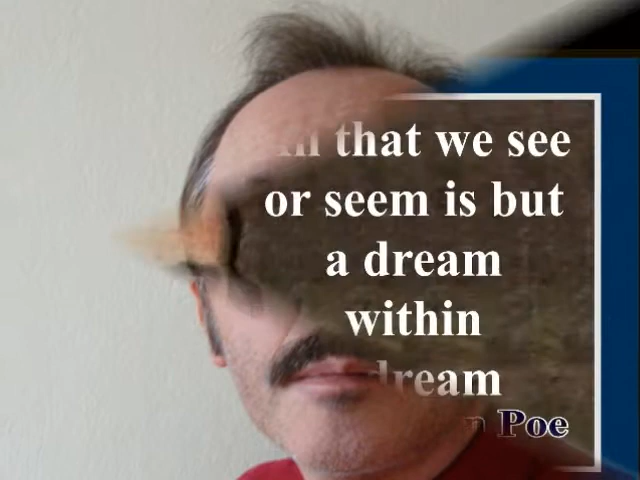 that we see
or seem is but
a dream
within
dream
Poe